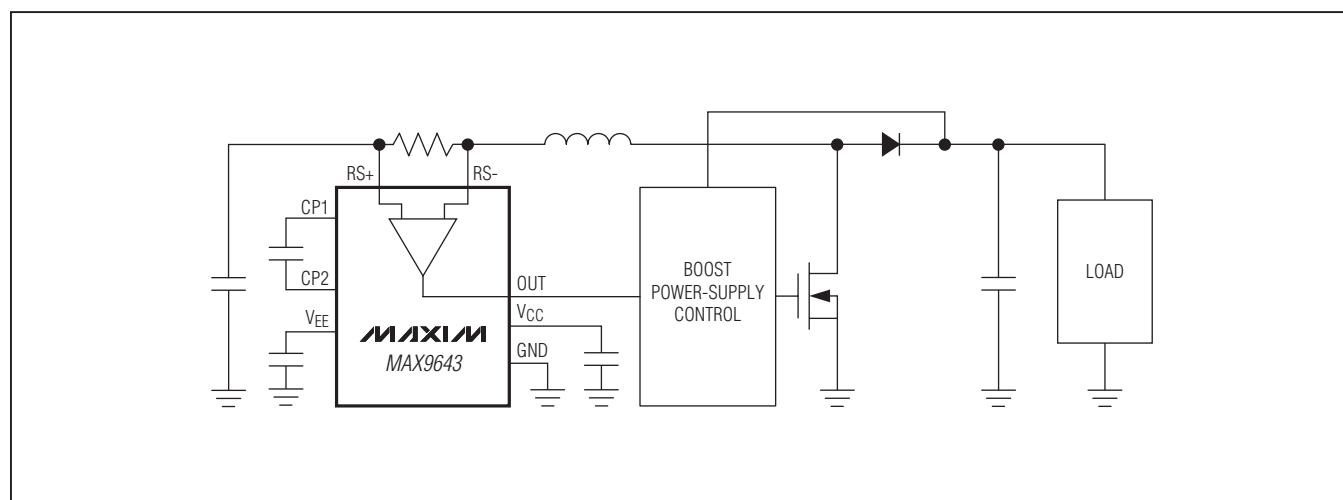 RS+
RS-
CP1
CP2
VEE
OUT
VCC
GND
MAXIM
MAX9643
BOOST
POWER-SUPPLY
CONTROL
LOAD